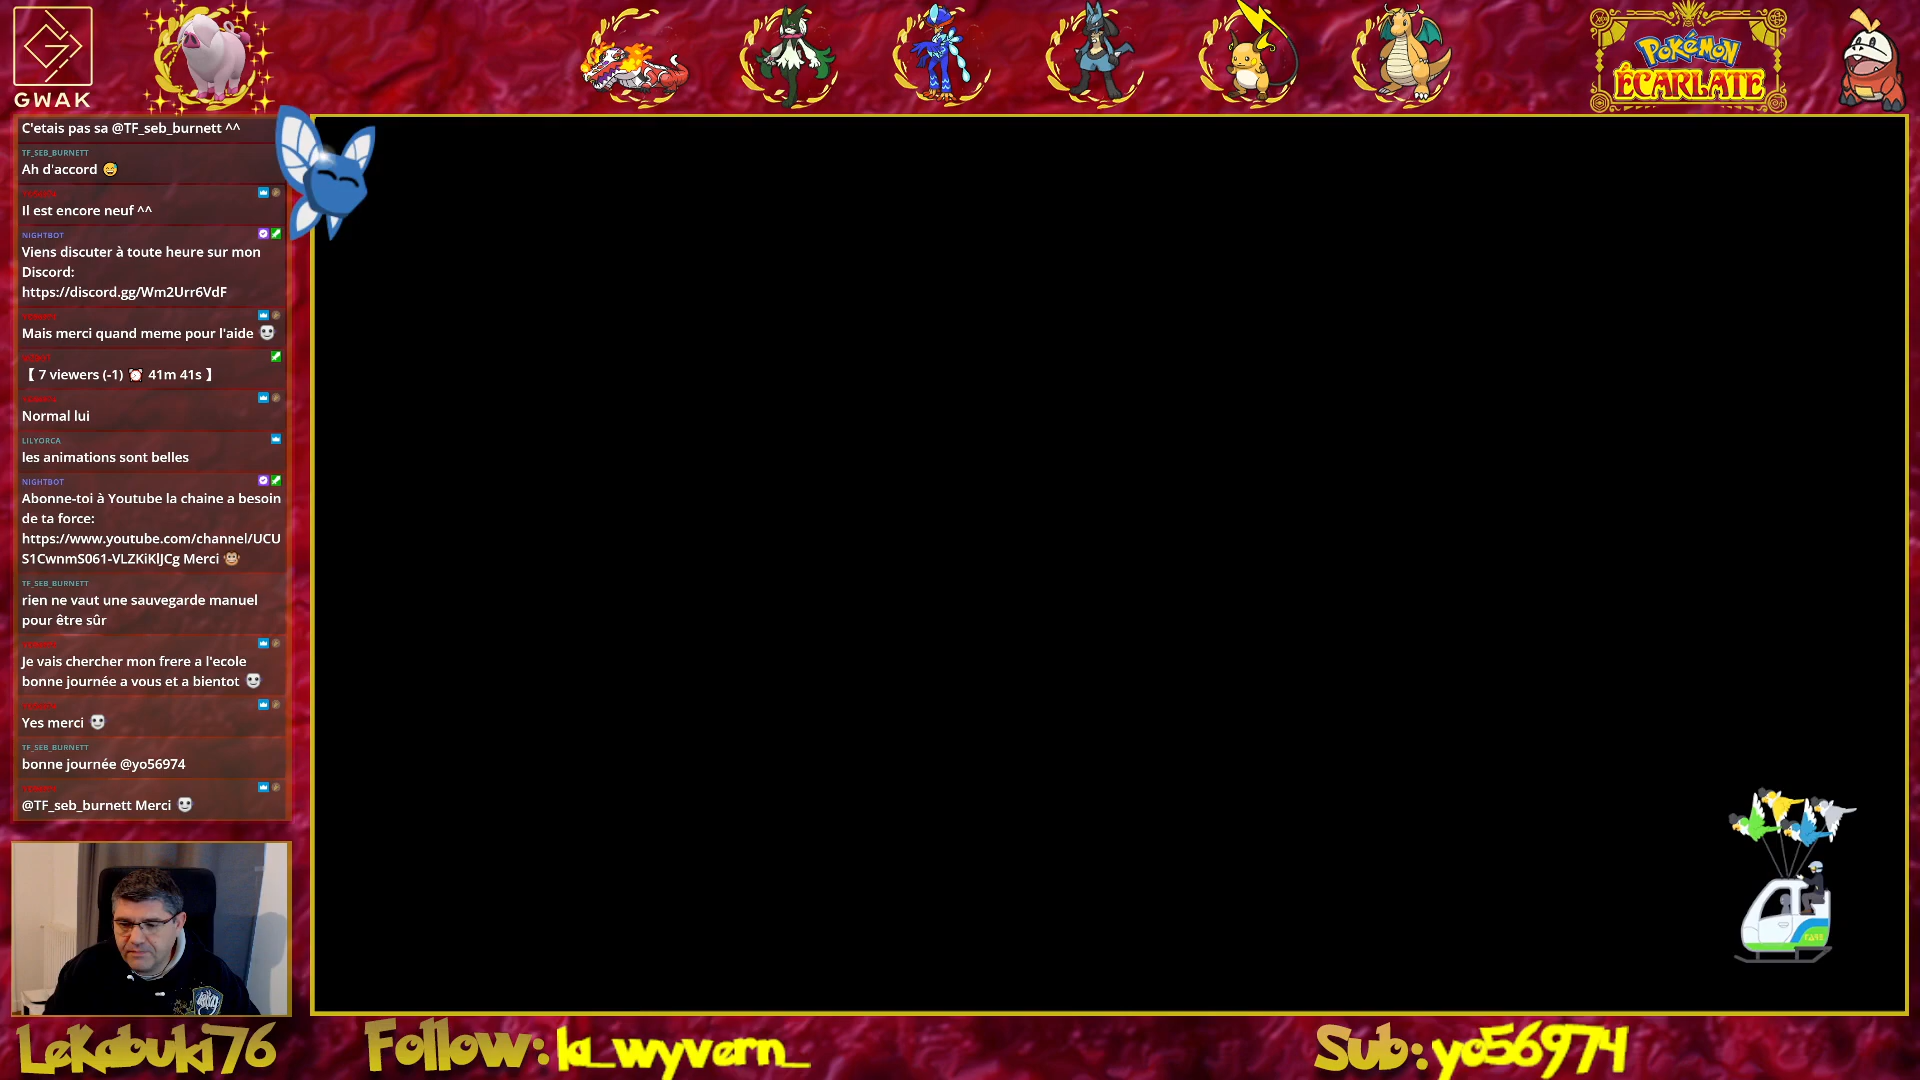 GWAK
POKÉMON
ÉCARLATE
C'etais pas sa @TF_seb_burnett ^^
TF_SEB_BURNETT
Ah d'accord
Il est encore neuf ^^
NIGHTBOT
Viens discuter à toute heure sur mon
Discord:
https://discord.gg/Wm2Urr6VdF
Mais merci quand meme pour l'aide
【 7 viewers (-1) ⏰ 41m 41s 】
Normal lui
LILYORCA
les animations sont belles
NIGHTBOT
Abonne-toi à Youtube la chaine a besoin
de ta force:
https://www.youtube.com/channel/UCU
S1CwnmS061-VLZKiKlJCg Merci
TF_SEB_BURNETT
rien ne vaut une sauvegarde manuel
pour être sûr
Je vais chercher mon frere a l'ecole
bonne journée a vous et a bientot
Yes merci
TF_SEB_BURNETT
bonne journée @yo56974
@TF_seb_burnett Merci
LeKabuki76
Follow: la_wyvern_
Sub: yo56974